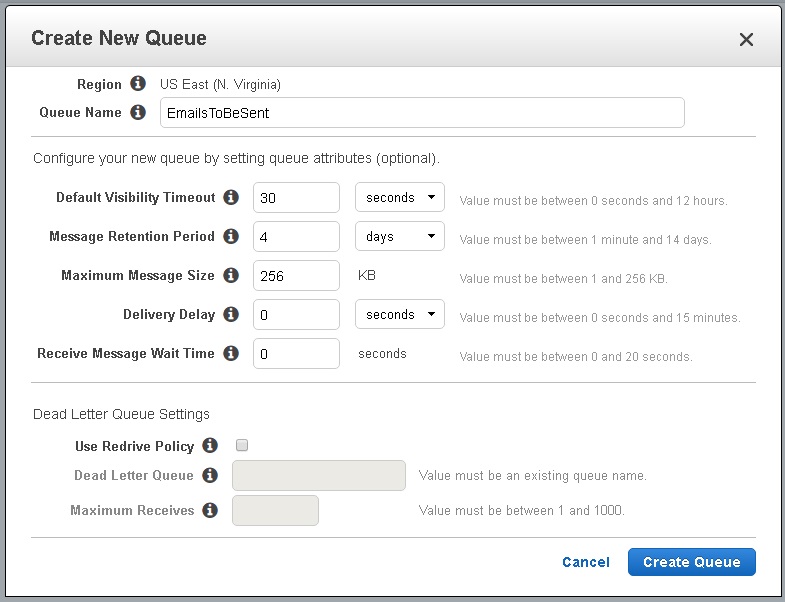 Create New Queue
Region US East (N. Virginia)
Queue Name EmailsToBeSent
Configure your new queue by setting queue attributes (optional).
Default Visibility Timeout 30 seconds Value must be between 0 seconds and 12 hours.
Message Retention Period 4 days Value must be between 1 minute and 14 days.
Maximum Message Size 256 KB Value must be between 1 and 256 KB.
Delivery Delay 0 seconds Value must be between 0 seconds and 15 minutes.
Receive Message Wait Time 0 seconds Value must be between 0 and 20 seconds.
Dead Letter Queue Settings
Use Redrive Policy
Dead Letter Queue Value must be an existing queue name.
Maximum Receives Value must be between 1 and 1000.
Cancel Create Queue